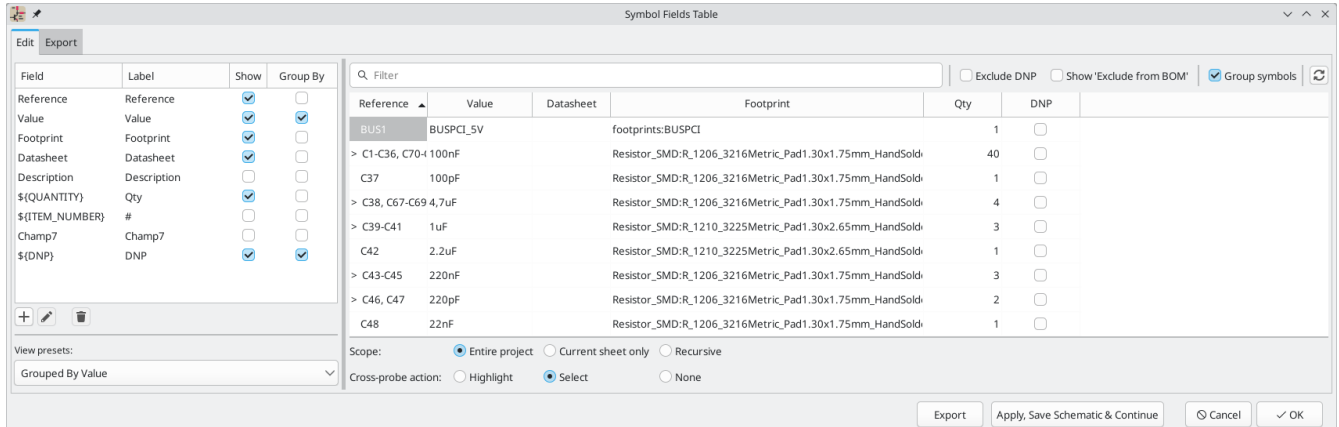 Symbol Fields Table
Edit Export
Field Label Show Group By
Reference Reference
Value Value
Footprint Footprint
Datasheet Datasheet
Description Description
${QUANTITY} Qty
${ITEM_NUMBER} #
Champ7 Champ7
${DNP} DNP
View presets:
Grouped By Value
Filter
Exclude DNP Show 'Exclude from BOM' Group symbols
Reference Value Datasheet Footprint Qty DNP
BUS1 BUSPCI_5V footprints:BUSPCI 1
> C1-C36, C70-( 100nF Resistor_SMD:R_1206_3216Metric_Pad1.30x1.75mm_HandSold 40
C37 100pF Resistor_SMD:R_1206_3216Metric_Pad1.30x1.75mm_HandSold 1
> C38, C67-C69 4,7uF Resistor_SMD:R_1206_3216Metric_Pad1.30x1.75mm_HandSold 4
> C39-C41 1uF Resistor_SMD:R_1210_3225Metric_Pad1.30x2.65mm_HandSold 3
C42 2.2uF Resistor_SMD:R_1210_3225Metric_Pad1.30x2.65mm_HandSold 1
> C43-C45 220nF Resistor_SMD:R_1206_3216Metric_Pad1.30x1.75mm_HandSold 3
> C46, C47 220pF Resistor_SMD:R_1206_3216Metric_Pad1.30x1.75mm_HandSold 2
C48 22nF Resistor_SMD:R_1206_3216Metric_Pad1.30x1.75mm_HandSold 1
Scope: Entire project Current sheet only Recursive
Cross-probe action: Highlight Select None
Export Apply, Save Schematic & Continue Cancel OK